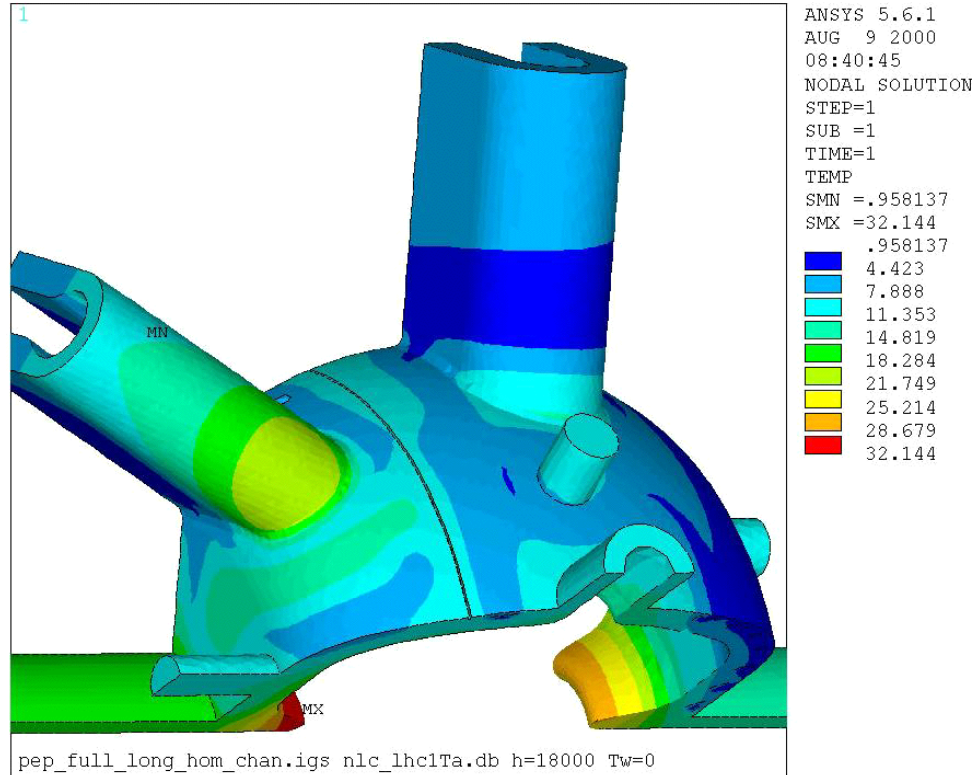 1
ANSYS 5.6.1
AUG  9 2000
08:40:45
NODAL SOLUTION
STEP=1
SUB =1
TIME=1
TEMP
SMN =.958137
SMX =32.144
.958137
4.423
7.888
11.353
14.819
18.284
21.749
25.214
28.679
32.144
MN
MX
pep_full_long_hom_chan.igs nlc_lhc1Ta.db h=18000 Tw=0